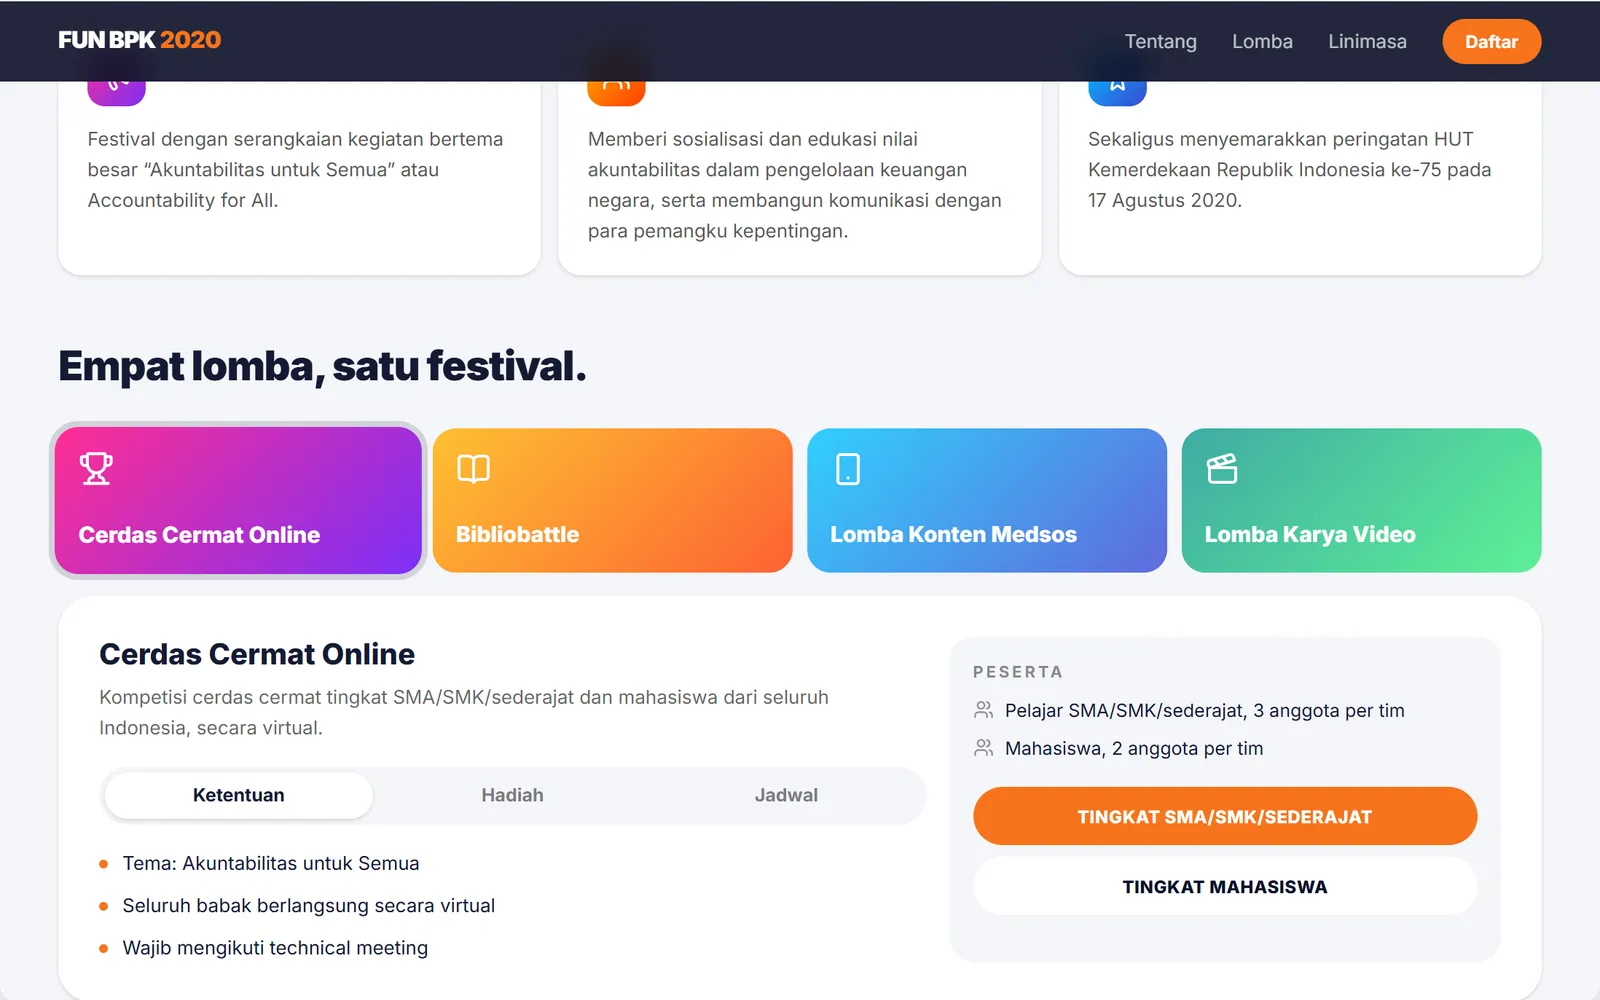 FUN BPK 2020
Tentang
Lomba
Linimasa
Daftar
Festival dengan serangkaian kegiatan bertema
besar “Akuntabilitas untuk Semua” atau
Accountability for All.
Memberi sosialisasi dan edukasi nilai
akuntabilitas dalam pengelolaan keuangan
negara, serta membangun komunikasi dengan
para pemangku kepentingan.
Sekaligus menyemarakkan peringatan HUT
Kemerdekaan Republik Indonesia ke-75 pada
17 Agustus 2020.
Empat lomba, satu festival.
Cerdas Cermat Online
Bibliobattle
Lomba Konten Medsos
Lomba Karya Video
Cerdas Cermat Online
Kompetisi cerdas cermat tingkat SMA/SMK/sederajat dan mahasiswa dari seluruh
Indonesia, secara virtual.
Ketentuan
Hadiah
Jadwal
Tema: Akuntabilitas untuk Semua
Seluruh babak berlangsung secara virtual
Wajib mengikuti technical meeting
PESERTA
Pelajar SMA/SMK/sederajat, 3 anggota per tim
Mahasiswa, 2 anggota per tim
TINGKAT SMA/SMK/SEDERAJAT
TINGKAT MAHASISWA